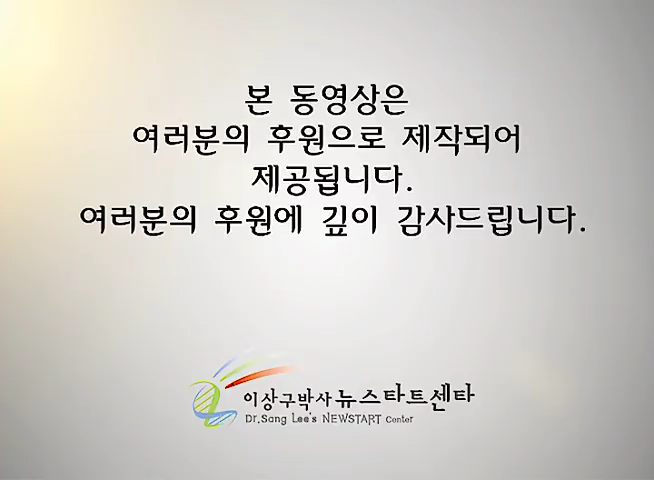 본 동영상은
여러분의 후원으로 제작되어
제공됩니다.
여러분의 후원에 깊이 감사드립니다.
이상구박사 뉴스타트센타
Dr.Sang Lee's NEWSTART Center